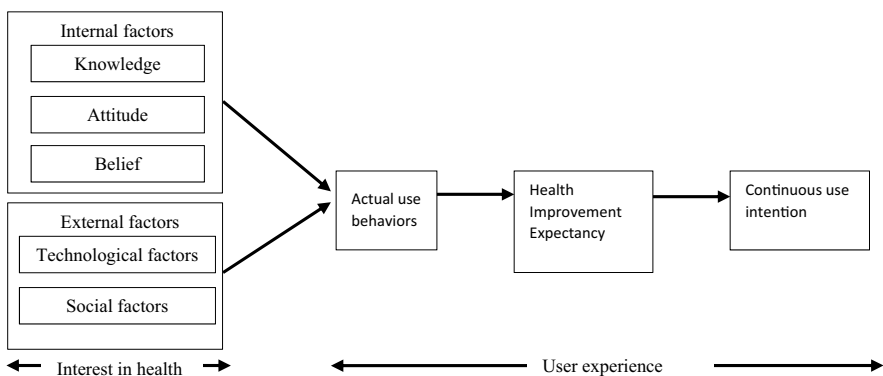 Internal factors
Knowledge
Attitude
Belief
External factors
Technological factors
Social factors
Interest in health
Actual use
behaviors
Health
Improvement
Expectancy
Continuous use
intention
User experience